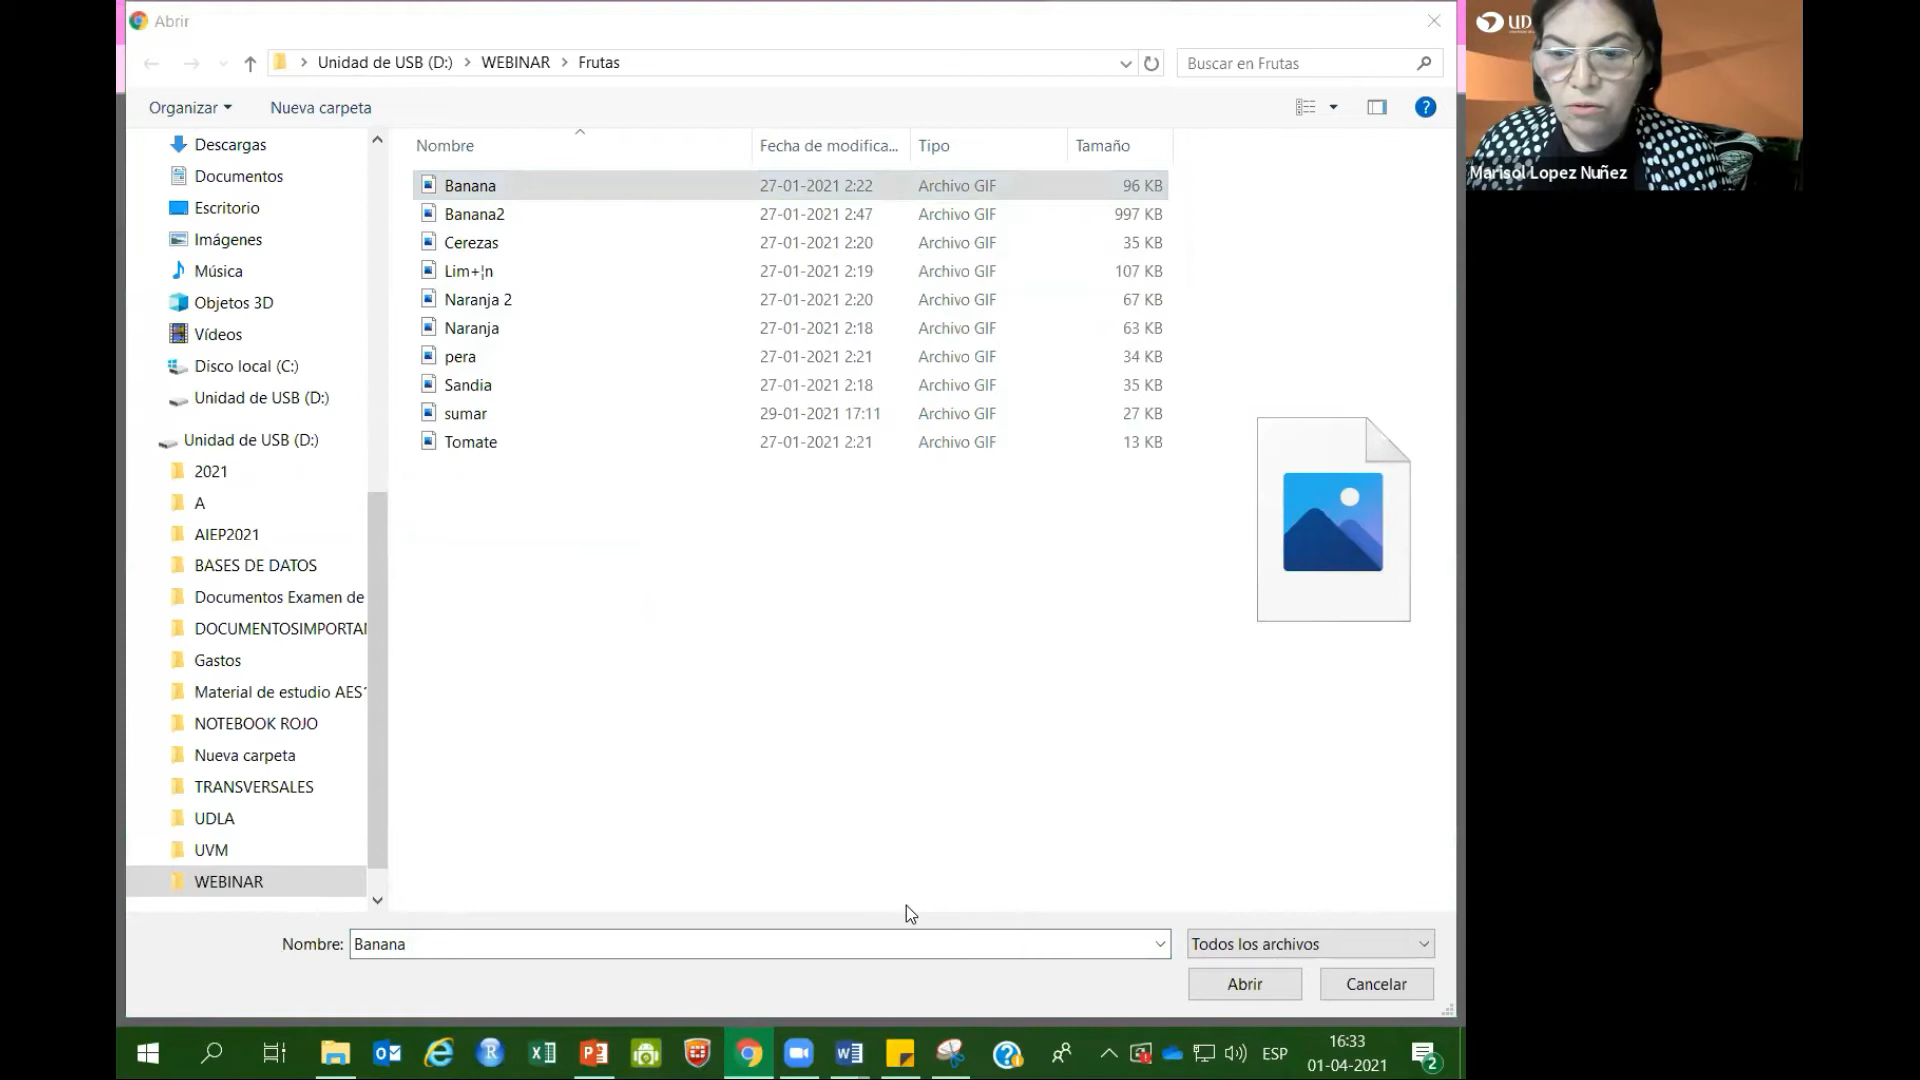 Abrir
Unidad de USB (D:) > WEBINAR > Frutas
Buscar en Frutas
Organizar
Nueva carpeta
Descargas
Documentos
Escritorio
Imágenes
Música
Objetos 3D
Vídeos
Disco local (C:)
Unidad de USB (D:)
Unidad de USB (D:)
2021
A
AIEP2021
BASES DE DATOS
Documentos Examen de
DOCUMENTOSIMPORTAI
Gastos
Material de estudio AES1
NOTEBOOK ROJO
Nueva carpeta
TRANSVERSALES
UDLA
UVM
WEBINAR
Nombre Fecha de modifica... Tipo Tamaño
Banana 27-01-2021 2:22 Archivo GIF 96 KB
Banana2 27-01-2021 2:47 Archivo GIF 997 KB
Cerezas 27-01-2021 2:20 Archivo GIF 35 KB
Lim+¦n 27-01-2021 2:19 Archivo GIF 107 KB
Naranja 2 27-01-2021 2:20 Archivo GIF 67 KB
Naranja 27-01-2021 2:18 Archivo GIF 63 KB
pera 27-01-2021 2:21 Archivo GIF 34 KB
Sandia 27-01-2021 2:18 Archivo GIF 35 KB
sumar 29-01-2021 17:11 Archivo GIF 27 KB
Tomate 27-01-2021 2:21 Archivo GIF 13 KB
Nombre: Banana
Todos los archivos
Abrir
Cancelar
UD
Marisol Lopez Nuñez
ESP
16:33
01-04-2021
2